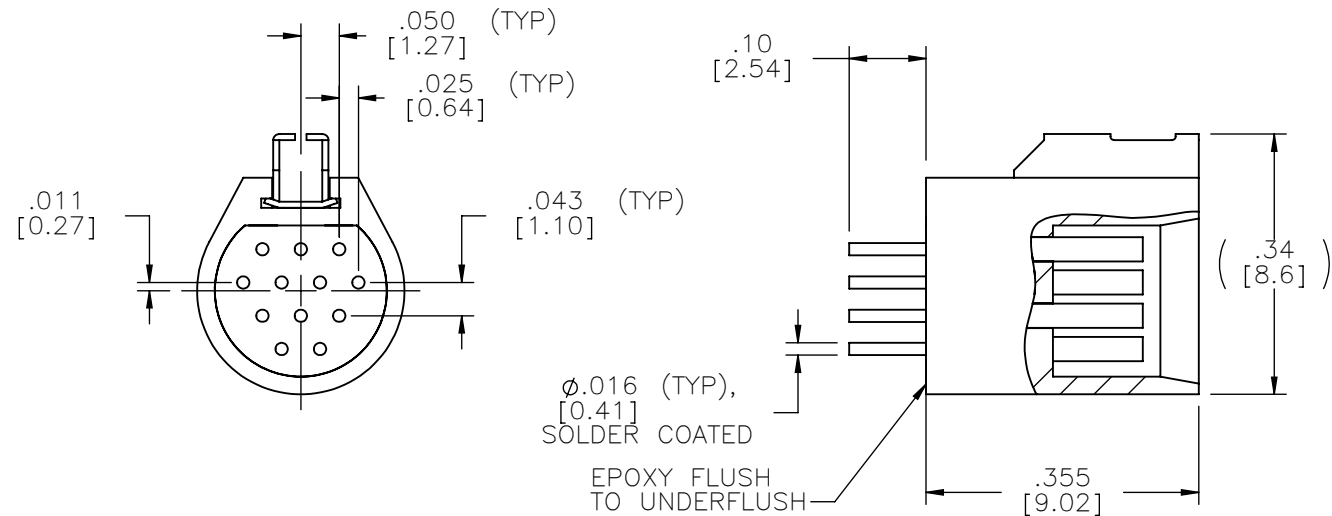 .050 (TYP)
[1.27]
.025 (TYP)
[0.64]
.011
[0.27]
.043 (TYP)
[1.10]
.10
[2.54]
( .34 )
[8.6]
⌀.016 (TYP),
[0.41]
SOLDER COATED
EPOXY FLUSH
TO UNDERFLUSH
.355
[9.02]